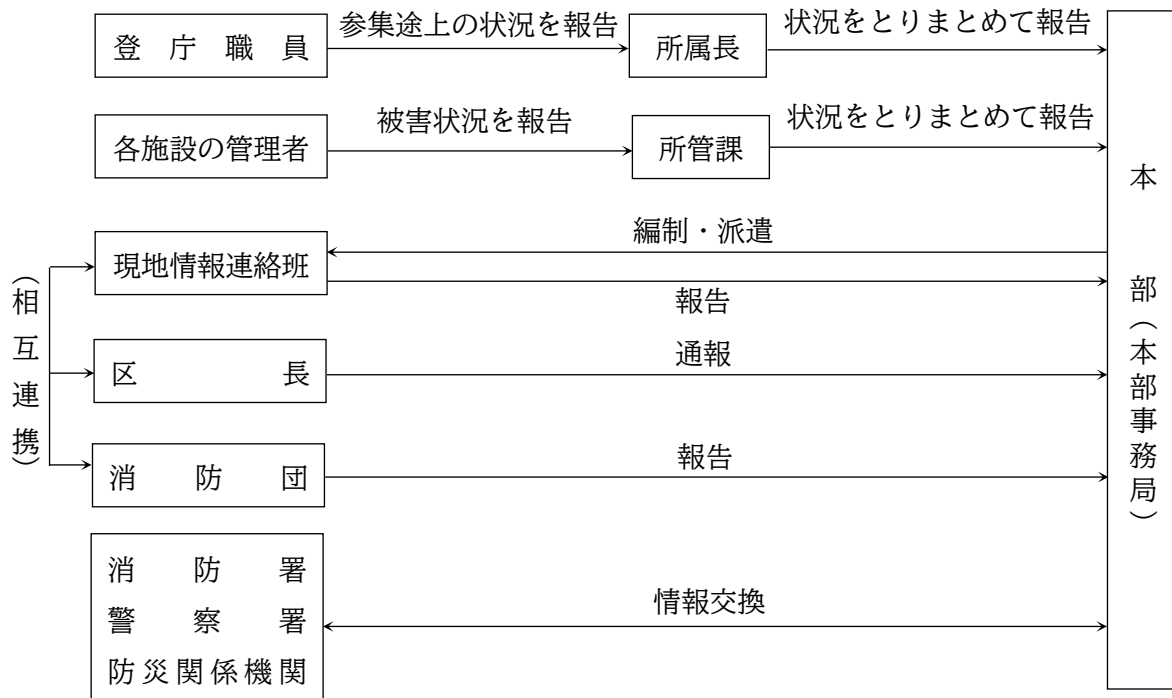 登庁職員
参集途上の状況を報告
所属長
状況をとりまとめて報告
各施設の管理者
被害状況を報告
所管課
状況をとりまとめて報告
現地情報連絡班
編制・派遣
報告
区長
通報
消防団
報告
(相互連携)
消防署
警察署
防災関係機関
情報交換
本部(本部事務局)